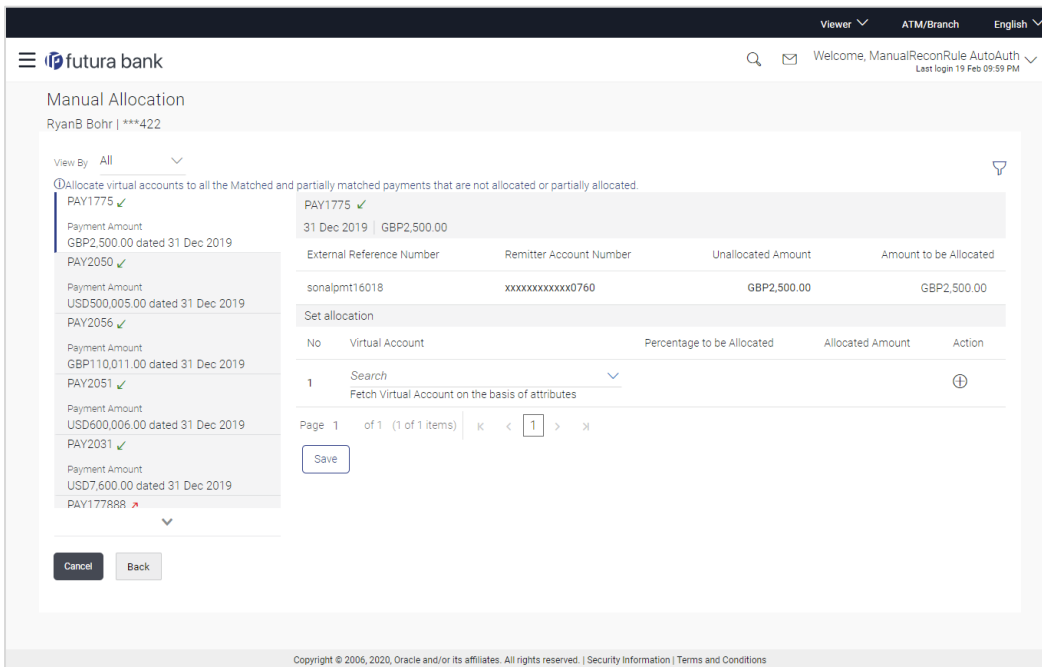 Viewer ATM/Branch English
futura bank
Welcome, ManualReconRule AutoAuth
Last login 19 Feb 09:59 PM
Manual Allocation
RyanB Bohr | ***422
View By All
Allocate virtual accounts to all the Matched and partially matched payments that are not allocated or partially allocated.
PAY1775
Payment Amount
GBP2,500.00 dated 31 Dec 2019
PAY2050
Payment Amount
USD500,005.00 dated 31 Dec 2019
PAY2056
Payment Amount
GBP110,011.00 dated 31 Dec 2019
PAY2051
Payment Amount
USD600,006.00 dated 31 Dec 2019
PAY2031
Payment Amount
USD7,600.00 dated 31 Dec 2019
PAY177888
Cancel Back
PAY1775
31 Dec 2019 | GBP2,500.00
External Reference Number Remitter Account Number Unallocated Amount Amount to be Allocated
sonalpmt16018 xxxxxxxxxxxx0760 GBP2,500.00 GBP2,500.00
Set allocation
No Virtual Account Percentage to be Allocated Allocated Amount Action
1 Search
Fetch Virtual Account on the basis of attributes
Page 1 of 1 (1 of 1 items) K < 1 > X
Save
Copyright © 2006, 2020, Oracle and/or its affiliates. All rights reserved. | Security Information | Terms and Conditions